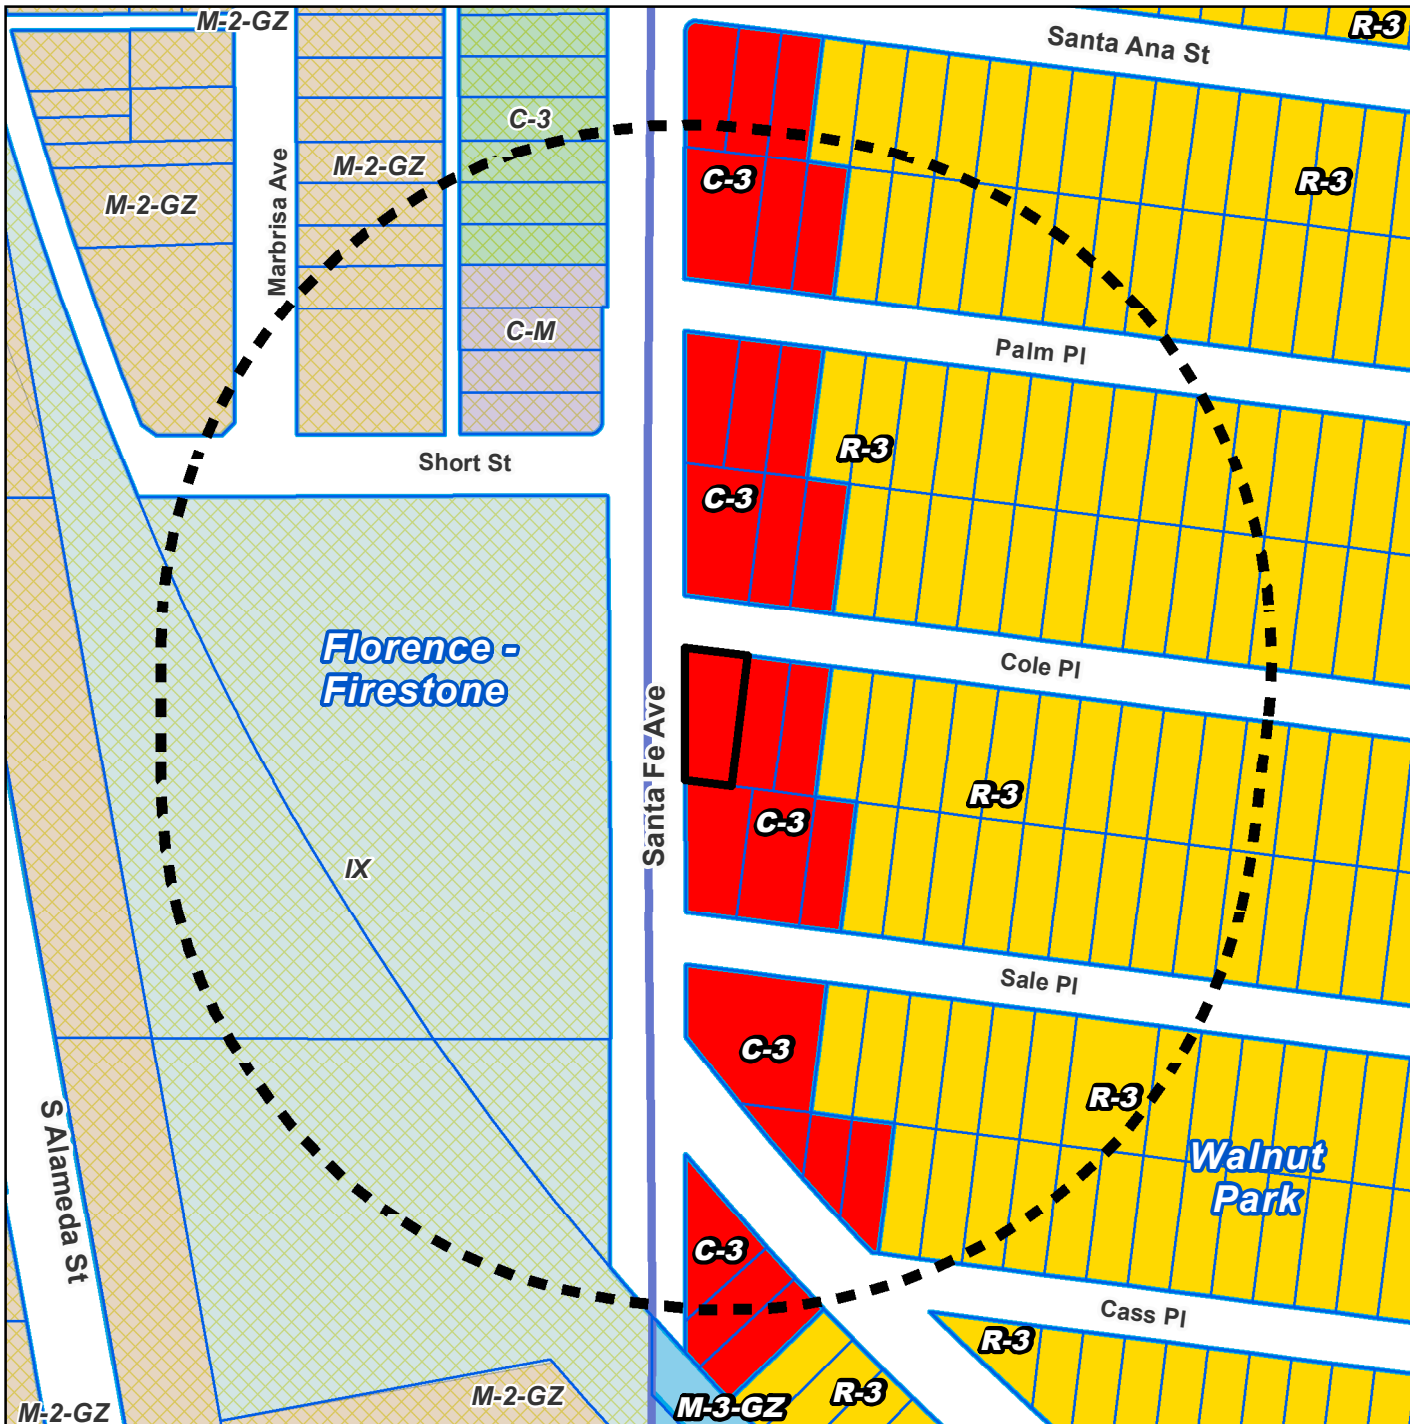 M-2-GZ
R-3
Santa Ana St
C-3
M-2-GZ
C-3
R-3
M-2-GZ
Marbrisa Ave
C-M
Palm Pl
R-3
Short St
C-3
Florence -
Firestone
Cole Pl
Santa Fe Ave
R-3
C-3
IX
Sale Pl
C-3
R-3
S Alameda St
Walnut
Park
C-3
Cass Pl
R-3
M-2-GZ
R-3
M-3-GZ
M-2-GZ